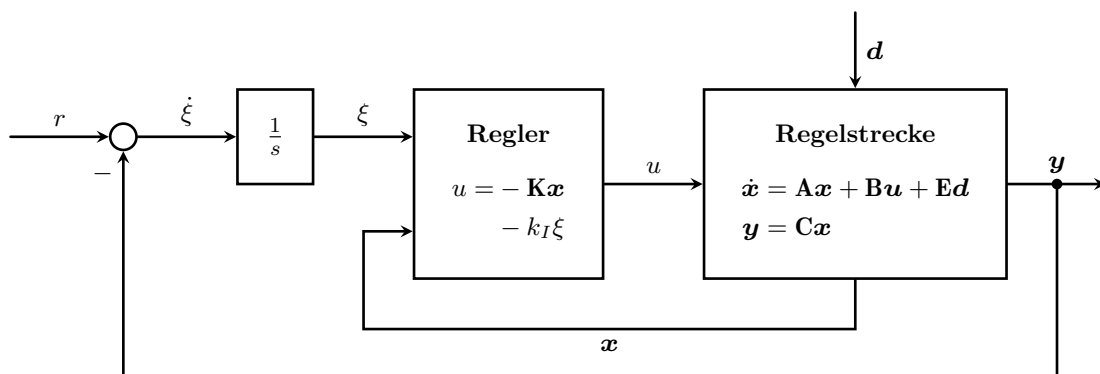 d
r
−
ξ̇
1
s
ξ
Regler
u = − Kx
− k_I ξ
u
Regelstrecke
ẋ = Ax + Bu + Ed
y = Cx
y
x